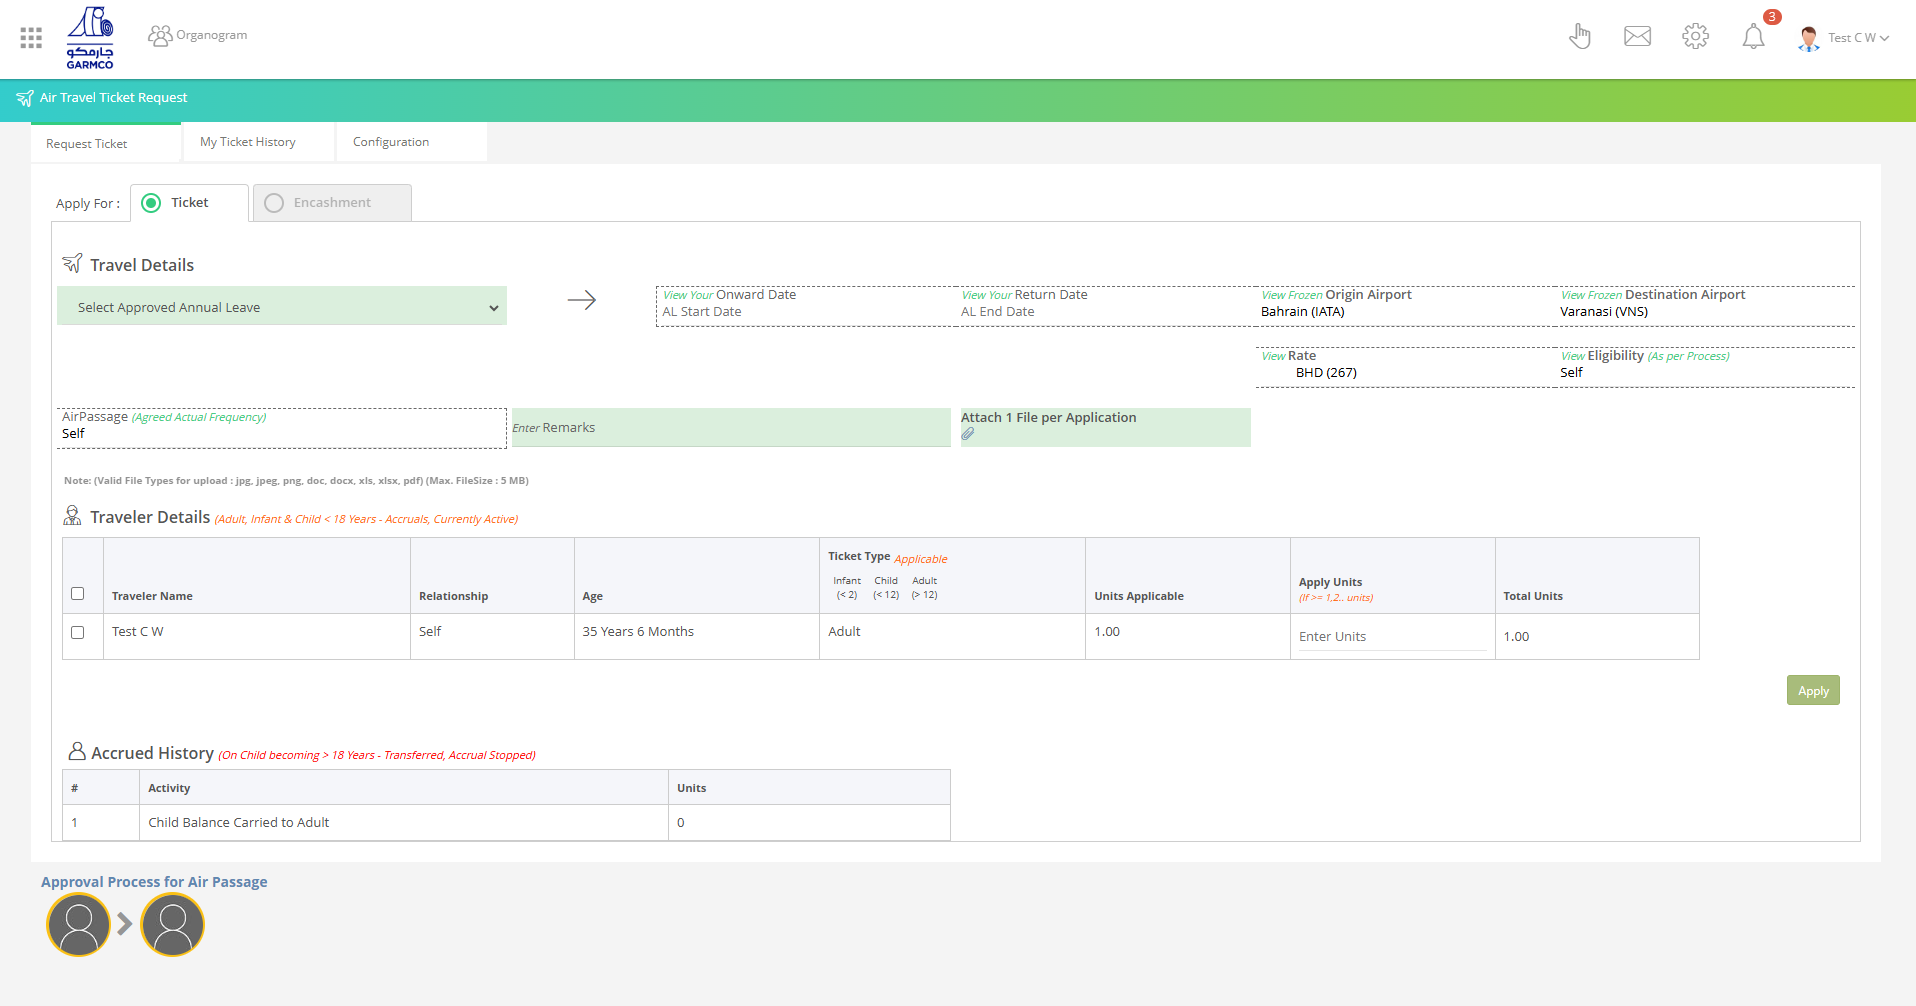 جارمكو
GARMCO
Organogram
3
Test C W
Air Travel Ticket Request
Request Ticket
My Ticket History
Configuration
Apply For :
Ticket
Encashment
Travel Details
Select Approved Annual Leave
View Your Onward Date
AL Start Date
View Your Return Date
AL End Date
View Frozen Origin Airport
Bahrain (IATA)
View Frozen Destination Airport
Varanasi (VNS)
View Rate
BHD (267)
View Eligibility (As per Process)
Self
AirPassage (Agreed Actual Frequency)
Self
Enter Remarks
Attach 1 File per Application
Note: (Valid File Types for upload : jpg, jpeg, png, doc, docx, xls, xlsx, pdf) (Max. FileSize : 5 MB)
Traveler Details (Adult, Infant & Child < 18 Years - Accruals, Currently Active)
Traveler Name
Relationship
Age
Ticket Type Applicable
Infant Child Adult
(< 2) (< 12) (> 12)
Units Applicable
Apply Units
(If >= 1,2.. units)
Total Units
Test C W
Self
35 Years 6 Months
Adult
1.00
Enter Units
1.00
Apply
Accrued History (On Child becoming > 18 Years - Transferred, Accrual Stopped)
# Activity Units
1 Child Balance Carried to Adult 0
Approval Process for Air Passage